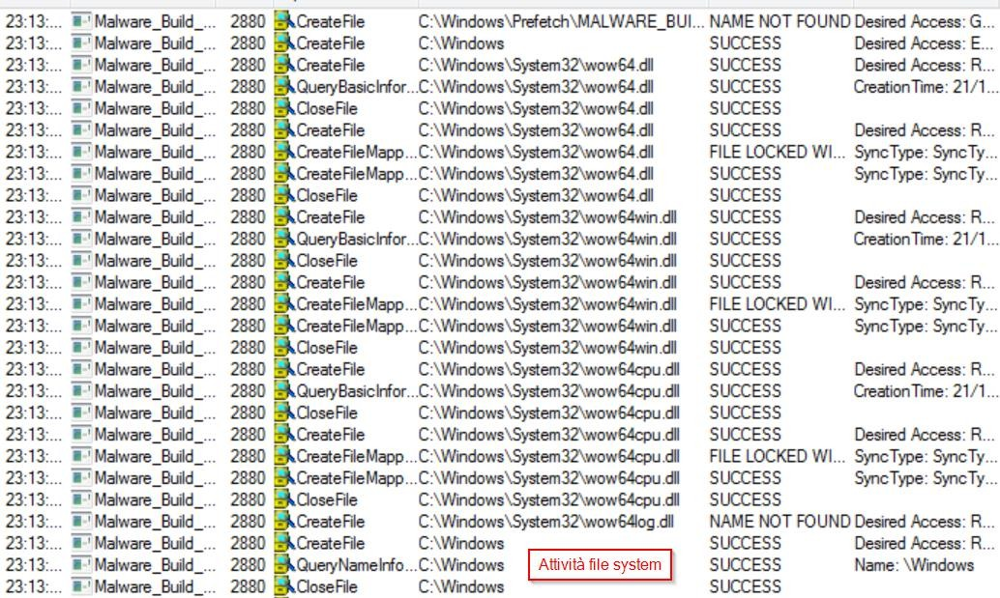 23:13:... Malware_Build_... 2880 CreateFile C:\Windows\Prefetch\MALWARE_BUI... NAME NOT FOUND Desired Access: G...
23:13:... Malware_Build_... 2880 CreateFile C:\Windows SUCCESS Desired Access: E...
23:13:... Malware_Build_... 2880 CreateFile C:\Windows\System32\wow64.dll SUCCESS Desired Access: R...
23:13:... Malware_Build_... 2880 QueryBasicInfor... C:\Windows\System32\wow64.dll SUCCESS CreationTime: 21/1...
23:13:... Malware_Build_... 2880 CloseFile C:\Windows\System32\wow64.dll SUCCESS
23:13:... Malware_Build_... 2880 CreateFile C:\Windows\System32\wow64.dll SUCCESS Desired Access: R...
23:13:... Malware_Build_... 2880 CreateFileMapp... C:\Windows\System32\wow64.dll FILE LOCKED WI... SyncType: SyncTy...
23:13:... Malware_Build_... 2880 CreateFileMapp... C:\Windows\System32\wow64.dll SUCCESS SyncType: SyncTy...
23:13:... Malware_Build_... 2880 CloseFile C:\Windows\System32\wow64.dll SUCCESS
23:13:... Malware_Build_... 2880 CreateFile C:\Windows\System32\wow64win.dll SUCCESS Desired Access: R...
23:13:... Malware_Build_... 2880 QueryBasicInfor... C:\Windows\System32\wow64win.dll SUCCESS CreationTime: 21/1...
23:13:... Malware_Build_... 2880 CloseFile C:\Windows\System32\wow64win.dll SUCCESS
23:13:... Malware_Build_... 2880 CreateFile C:\Windows\System32\wow64win.dll SUCCESS Desired Access: R...
23:13:... Malware_Build_... 2880 CreateFileMapp... C:\Windows\System32\wow64win.dll FILE LOCKED WI... SyncType: SyncTy...
23:13:... Malware_Build_... 2880 CreateFileMapp... C:\Windows\System32\wow64win.dll SUCCESS SyncType: SyncTy...
23:13:... Malware_Build_... 2880 CloseFile C:\Windows\System32\wow64win.dll SUCCESS
23:13:... Malware_Build_... 2880 CreateFile C:\Windows\System32\wow64cpu.dll SUCCESS Desired Access: R...
23:13:... Malware_Build_... 2880 QueryBasicInfor... C:\Windows\System32\wow64cpu.dll SUCCESS CreationTime: 21/1...
23:13:... Malware_Build_... 2880 CloseFile C:\Windows\System32\wow64cpu.dll SUCCESS
23:13:... Malware_Build_... 2880 CreateFile C:\Windows\System32\wow64cpu.dll SUCCESS Desired Access: R...
23:13:... Malware_Build_... 2880 CreateFileMapp... C:\Windows\System32\wow64cpu.dll FILE LOCKED WI... SyncType: SyncTy...
23:13:... Malware_Build_... 2880 CreateFileMapp... C:\Windows\System32\wow64cpu.dll SUCCESS SyncType: SyncTy...
23:13:... Malware_Build_... 2880 CloseFile C:\Windows\System32\wow64cpu.dll SUCCESS
23:13:... Malware_Build_... 2880 CreateFile C:\Windows\System32\wow64log.dll NAME NOT FOUND Desired Access: R...
23:13:... Malware_Build_... 2880 CreateFile C:\Windows SUCCESS Desired Access: R...
23:13:... Malware_Build_... 2880 QueryNameInfo... C:\Windows SUCCESS Name: \Windows
23:13:... Malware_Build_... 2880 CloseFile C:\Windows SUCCESS
Attività file system